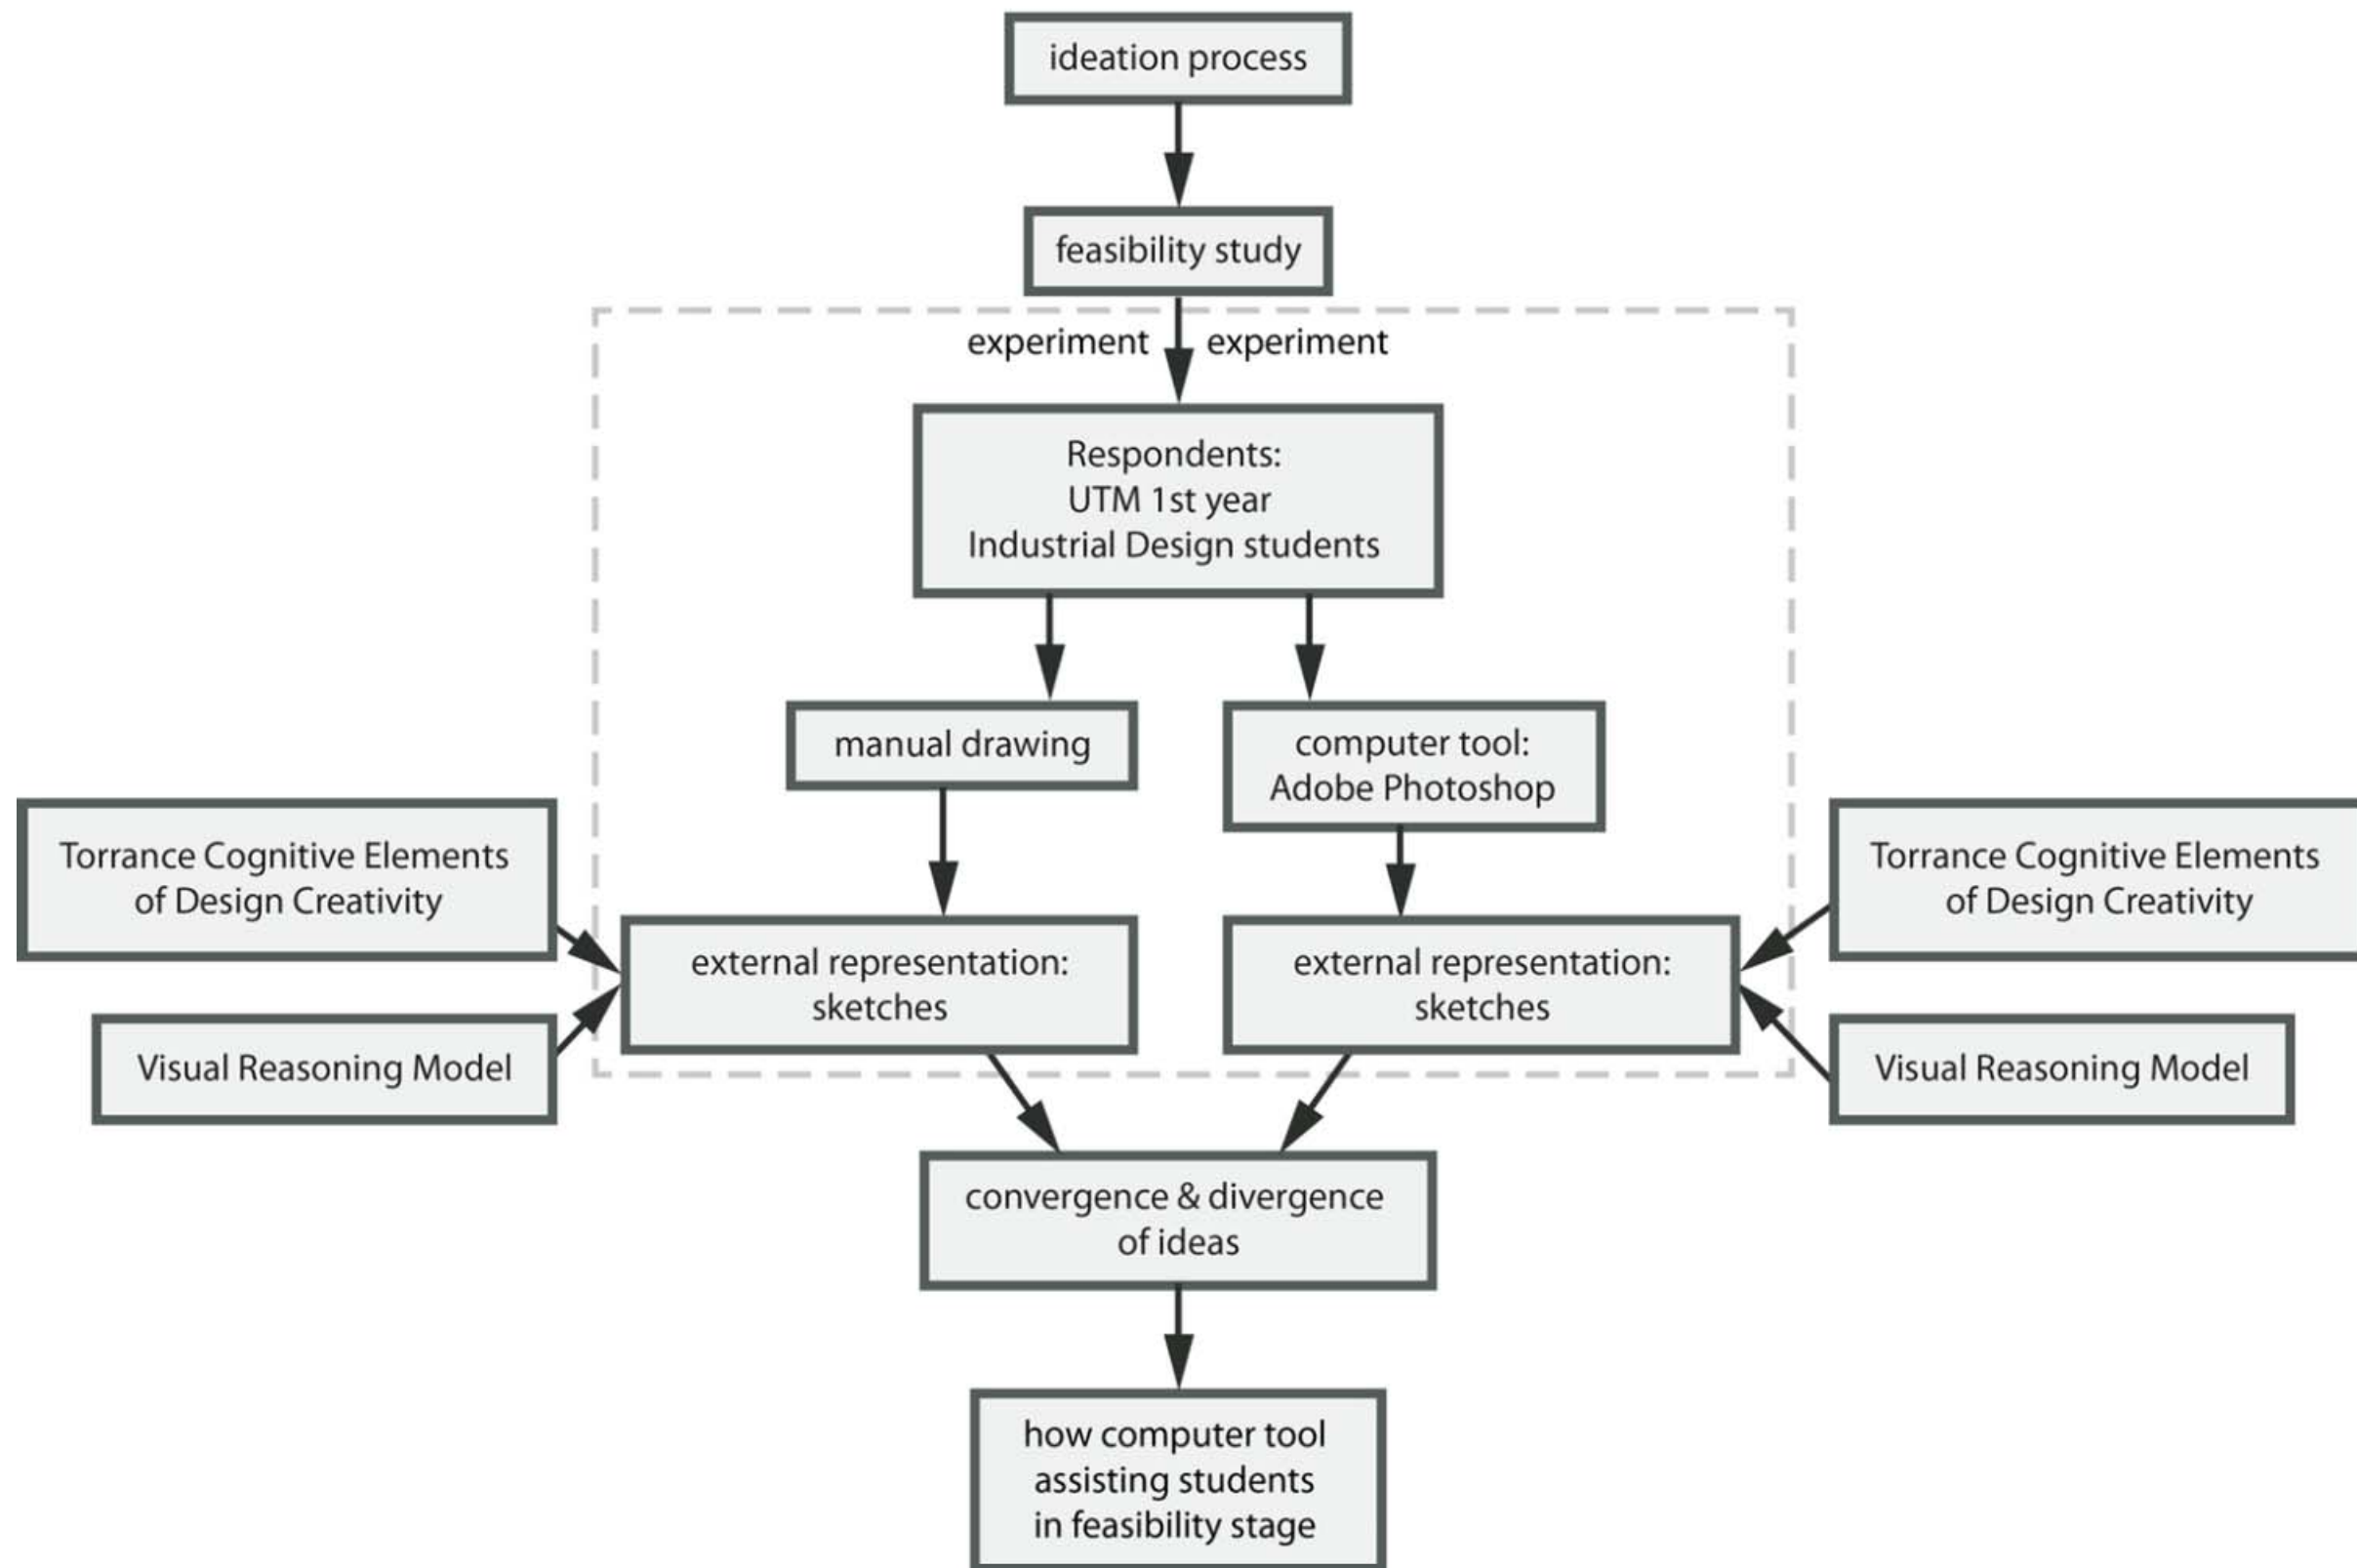 ideation process
feasibility study
experiment
experiment
Respondents:
UTM 1st year
Industrial Design students
manual drawing
computer tool:
Adobe Photoshop
Torrance Cognitive Elements
of Design Creativity
Visual Reasoning Model
external representation:
sketches
external representation:
sketches
Torrance Cognitive Elements
of Design Creativity
Visual Reasoning Model
convergence & divergence
of ideas
how computer tool
assisting students
in feasibility stage